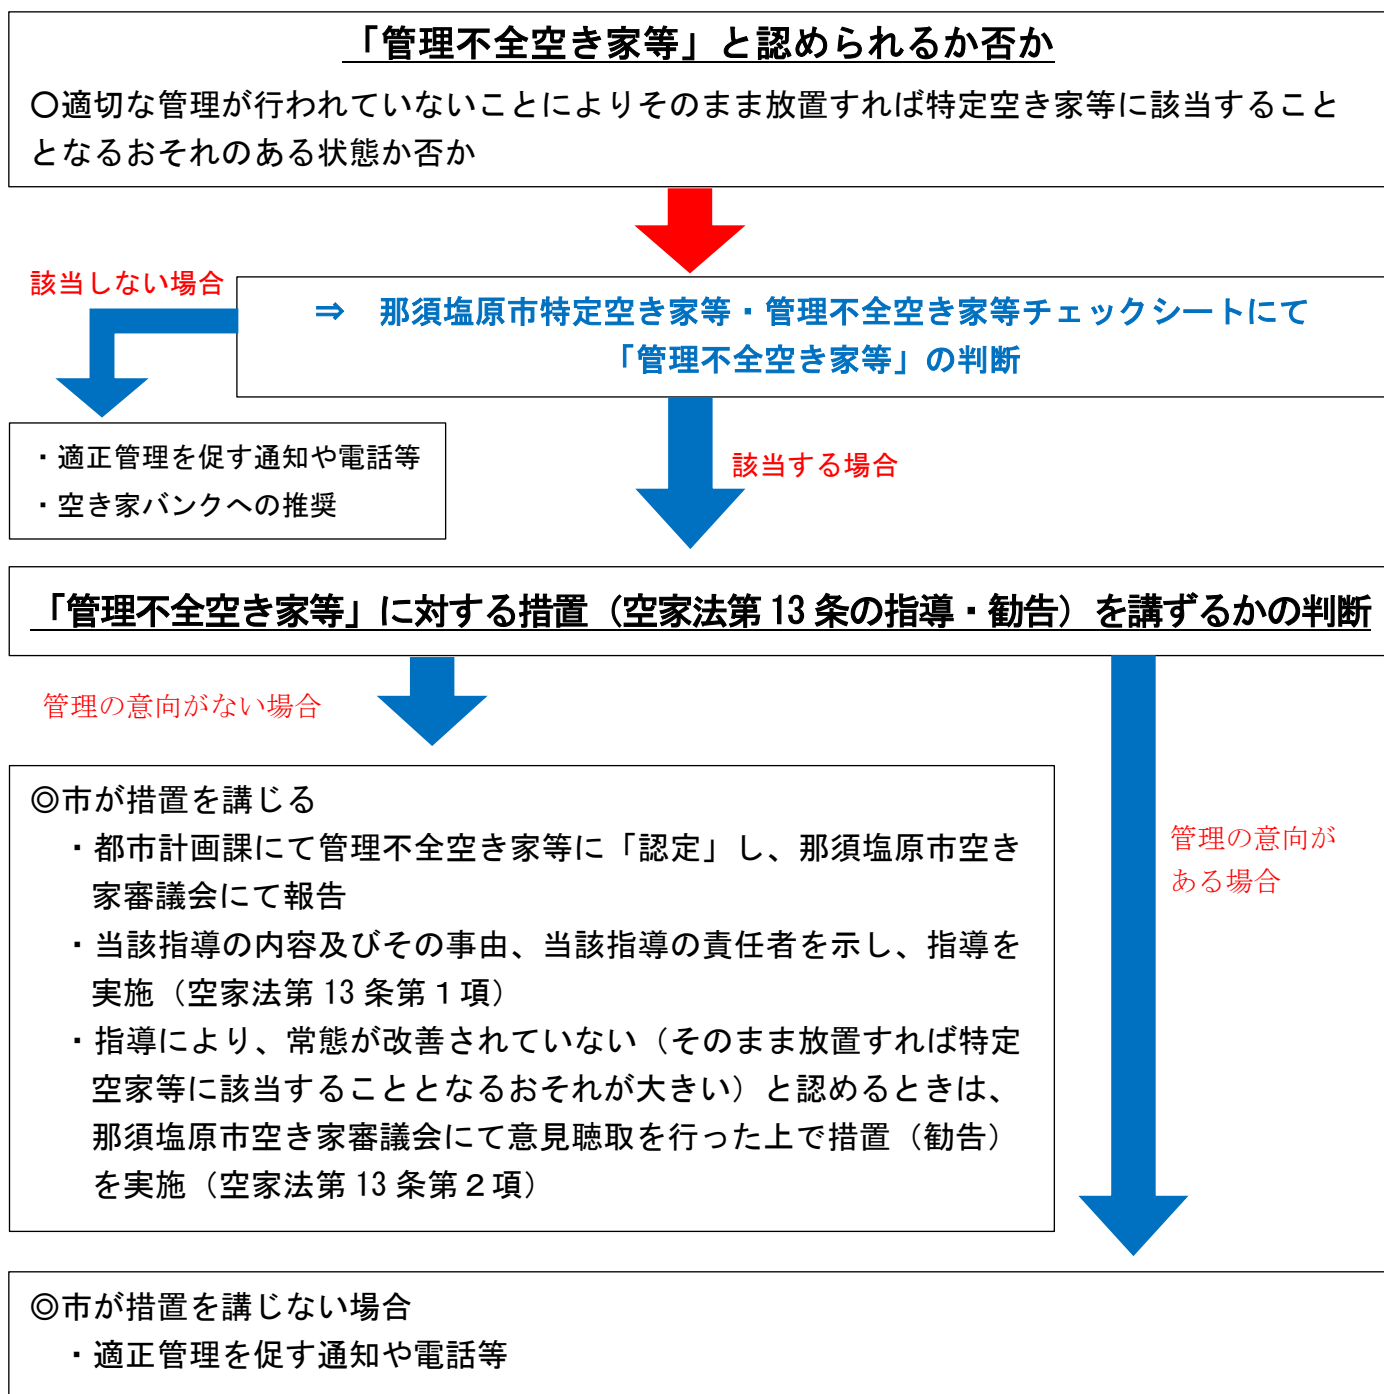 「管理不全空き家等」と認められるか否か
〇適切な管理が行われていないことによりそのまま放置すれば特定空き家等に該当すること
となるおそれのある状態か否か
該当しない場合
⇒　那須塩原市特定空き家等・管理不全空き家等チェックシートにて
「管理不全空き家等」の判断
・適正管理を促す通知や電話等
・空き家バンクへの推奨
該当する場合
「管理不全空き家等」に対する措置（空家法第 13 条の指導・勧告）を講ずるかの判断
管理の意向がない場合
◎市が措置を講じる
・都市計画課にて管理不全空き家等に「認定」し、那須塩原市空き
家審議会にて報告
・当該指導の内容及びその事由、当該指導の責任者を示し、指導を
実施（空家法第 13 条第１項）
・指導により、常態が改善されていない（そのまま放置すれば特定
空家等に該当することとなるおそれが大きい）と認めるときは、
那須塩原市空き家審議会にて意見聴取を行った上で措置（勧告）
を実施（空家法第 13 条第２項）
管理の意向が
ある場合
◎市が措置を講じない場合
・適正管理を促す通知や電話等